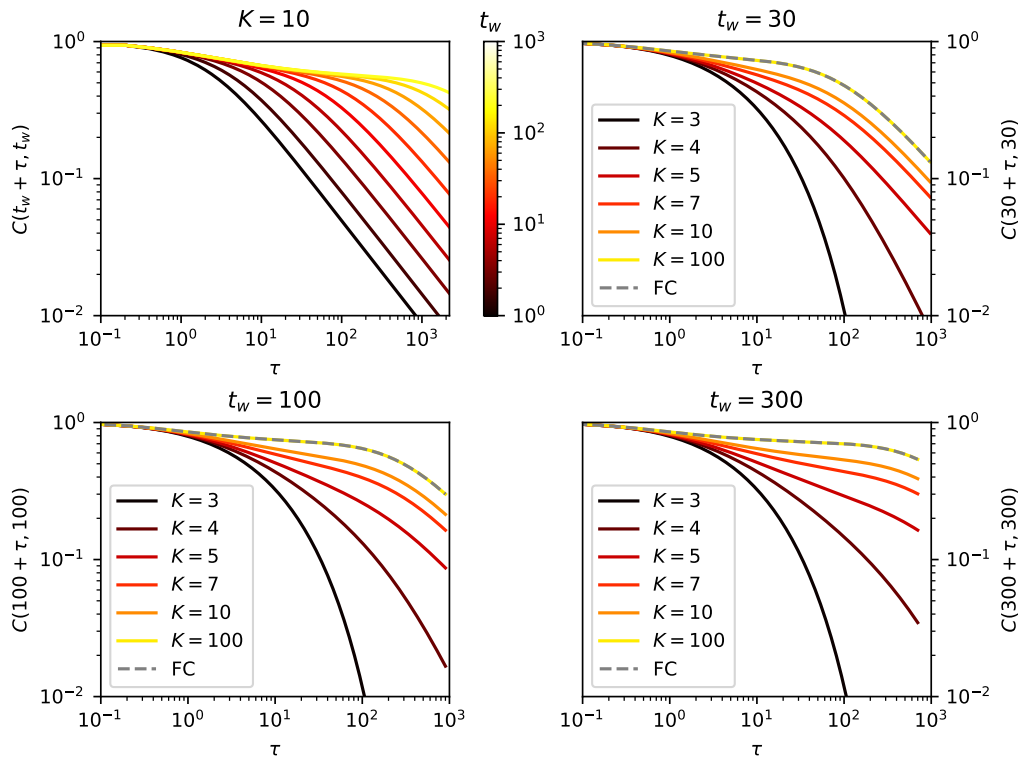 K = 10
t_w
t_w = 30
10^0
10^-1
10^-2
C(t_w + τ, t_w)
10^-1
10^0
10^1
10^2
10^3
τ
10^3
10^2
10^1
10^0
K = 3
K = 4
K = 5
K = 7
K = 10
K = 100
FC
10^0
10^-1
10^-2
C(30 + τ, 30)
10^-1
10^0
10^1
10^2
10^3
τ
t_w = 100
t_w = 300
10^0
10^-1
10^-2
C(100 + τ, 100)
K = 3
K = 4
K = 5
K = 7
K = 10
K = 100
FC
10^-1
10^0
10^1
10^2
10^3
τ
K = 3
K = 4
K = 5
K = 7
K = 10
K = 100
FC
10^0
10^-1
10^-2
C(300 + τ, 300)
10^-1
10^0
10^1
10^2
10^3
τ